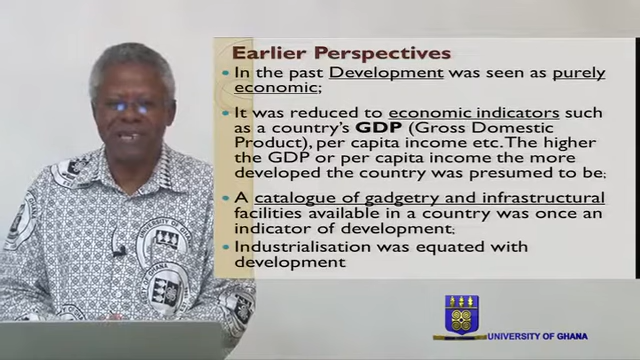 Earlier Perspectives
• In the past Development was seen as purely
economic;
• It was reduced to economic indicators such
as a country's GDP (Gross Domestic
Product), per capita income etc. The higher
the GDP or per capita income the more
developed the country was presumed to be;
• A catalogue of gadgetry and infrastructural
facilities available in a country was once an
indicator of development;
• Industrialisation was equated with
development
UNIVERSITY OF GHANA
UNIVERSITY OF GHANA